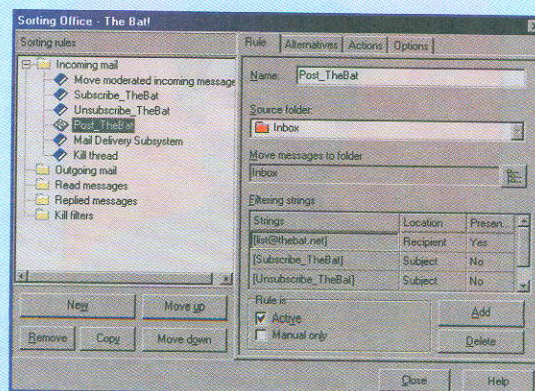 Sorting Office - The Bat!
Sorting rules
Incoming mail
Move moderated incoming message
Subscribe_TheBat
Unsubscribe_TheBat
Post_TheBat
Mail Delivery Subsystem
Kill thread
Outgoing mail
Read messages
Replied messages
Kill filters
New
Move up
Remove
Copy
Move down
Rule
Alternatives
Actions
Options
Name:
Post_TheBat
Source folder:
Inbox
Move messages to folder
Inbox
Filtering strings
Strings
Location
Presen...
[list@thebat.net]
Recipient
Yes
[Subscribe_TheBat]
Subject
No
[Unsubscribe_TheBat]
Subject
No
Rule is
Active
Manual only
Add
Delete
Close
Help